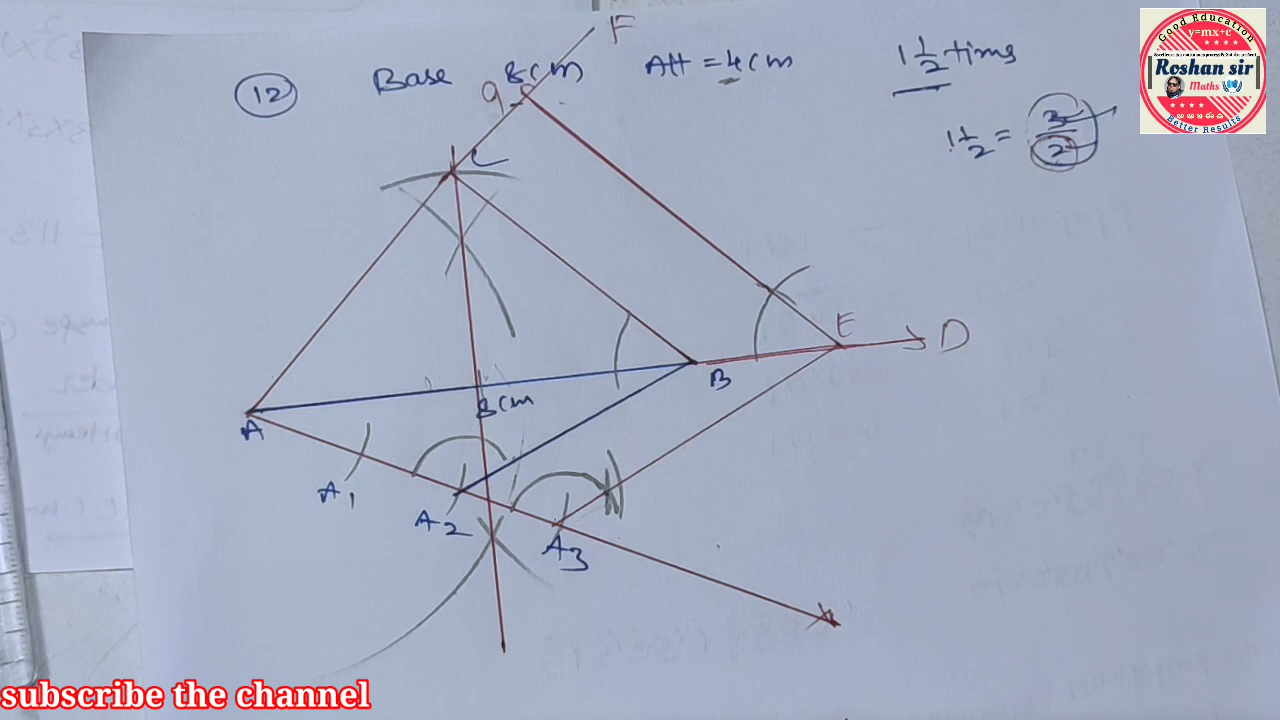 F
12 Base 8cm Alt = 4cm 1 1/2 times
1 1/2 = 3/2
C
E
D
B
8cm
A
A1
A2
A3
Good Education
y=mx+c
Roshan sir
Maths
Better Results
subscribe the channel